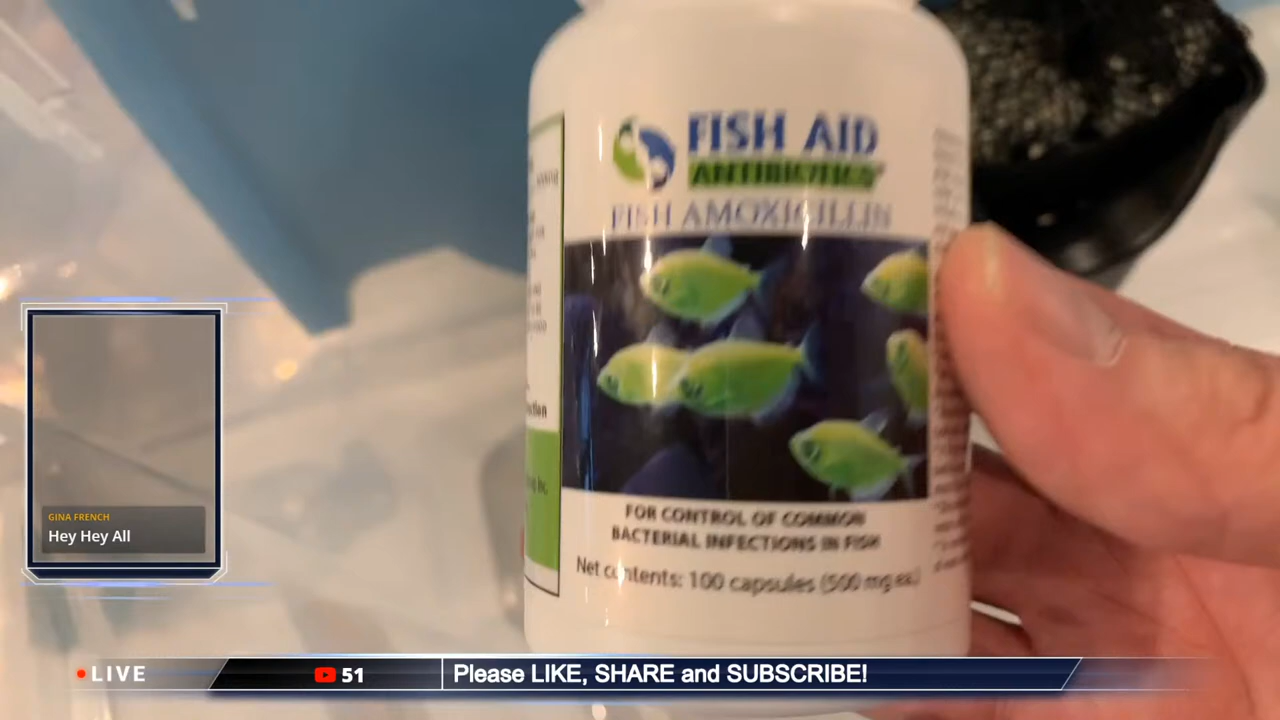 FISH AID
ANTIBIOTICS
FISH AMOXICILLIN
FOR CONTROL OF COMMON
BACTERIAL INFECTIONS IN FISH
Net contents: 100 capsules (500 mg ea.)
GINA FRENCH
Hey Hey All
LIVE
51
Please LIKE, SHARE and SUBSCRIBE!